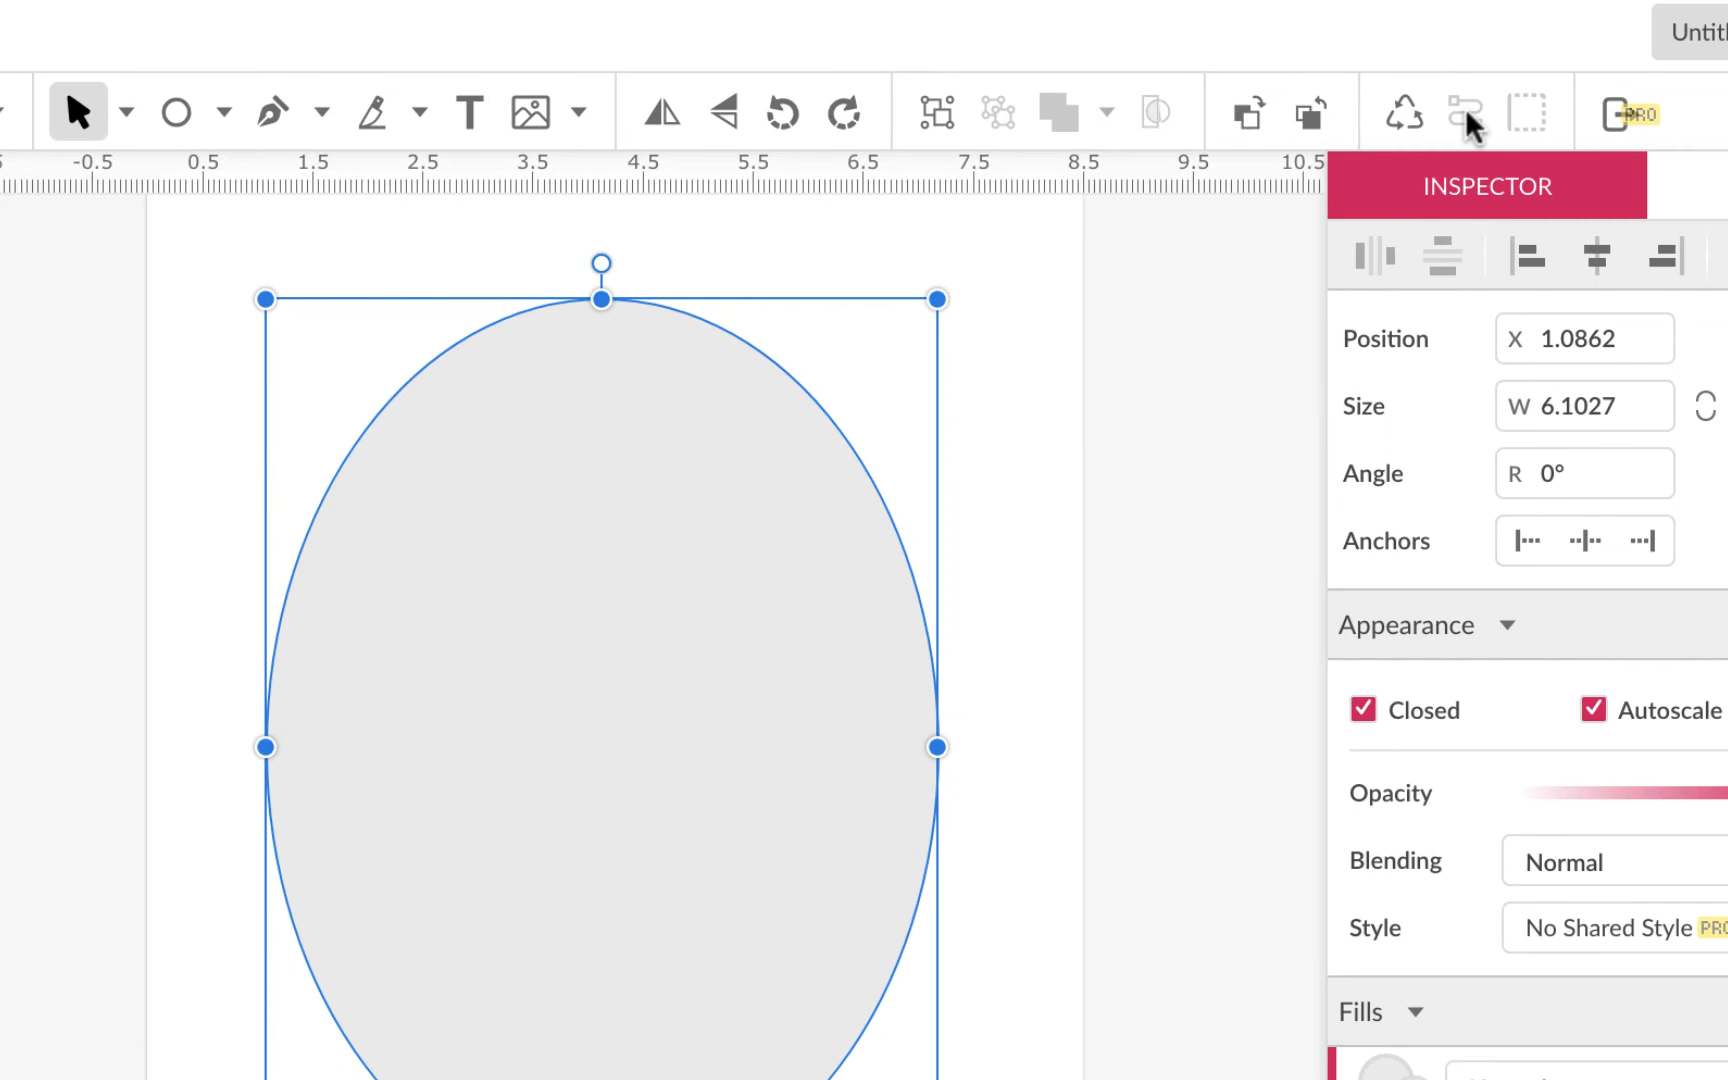 Untit
T
PRO
-0.5 0.5 1.5 2.5 3.5 4.5 5.5 6.5 7.5 8.5 9.5 10.5
INSPECTOR
Position X 1.0862
Size W 6.1027
Angle R 0°
Anchors
Appearance
Closed Autoscale
Opacity
Blending Normal
Style No Shared Style PRO
Fills